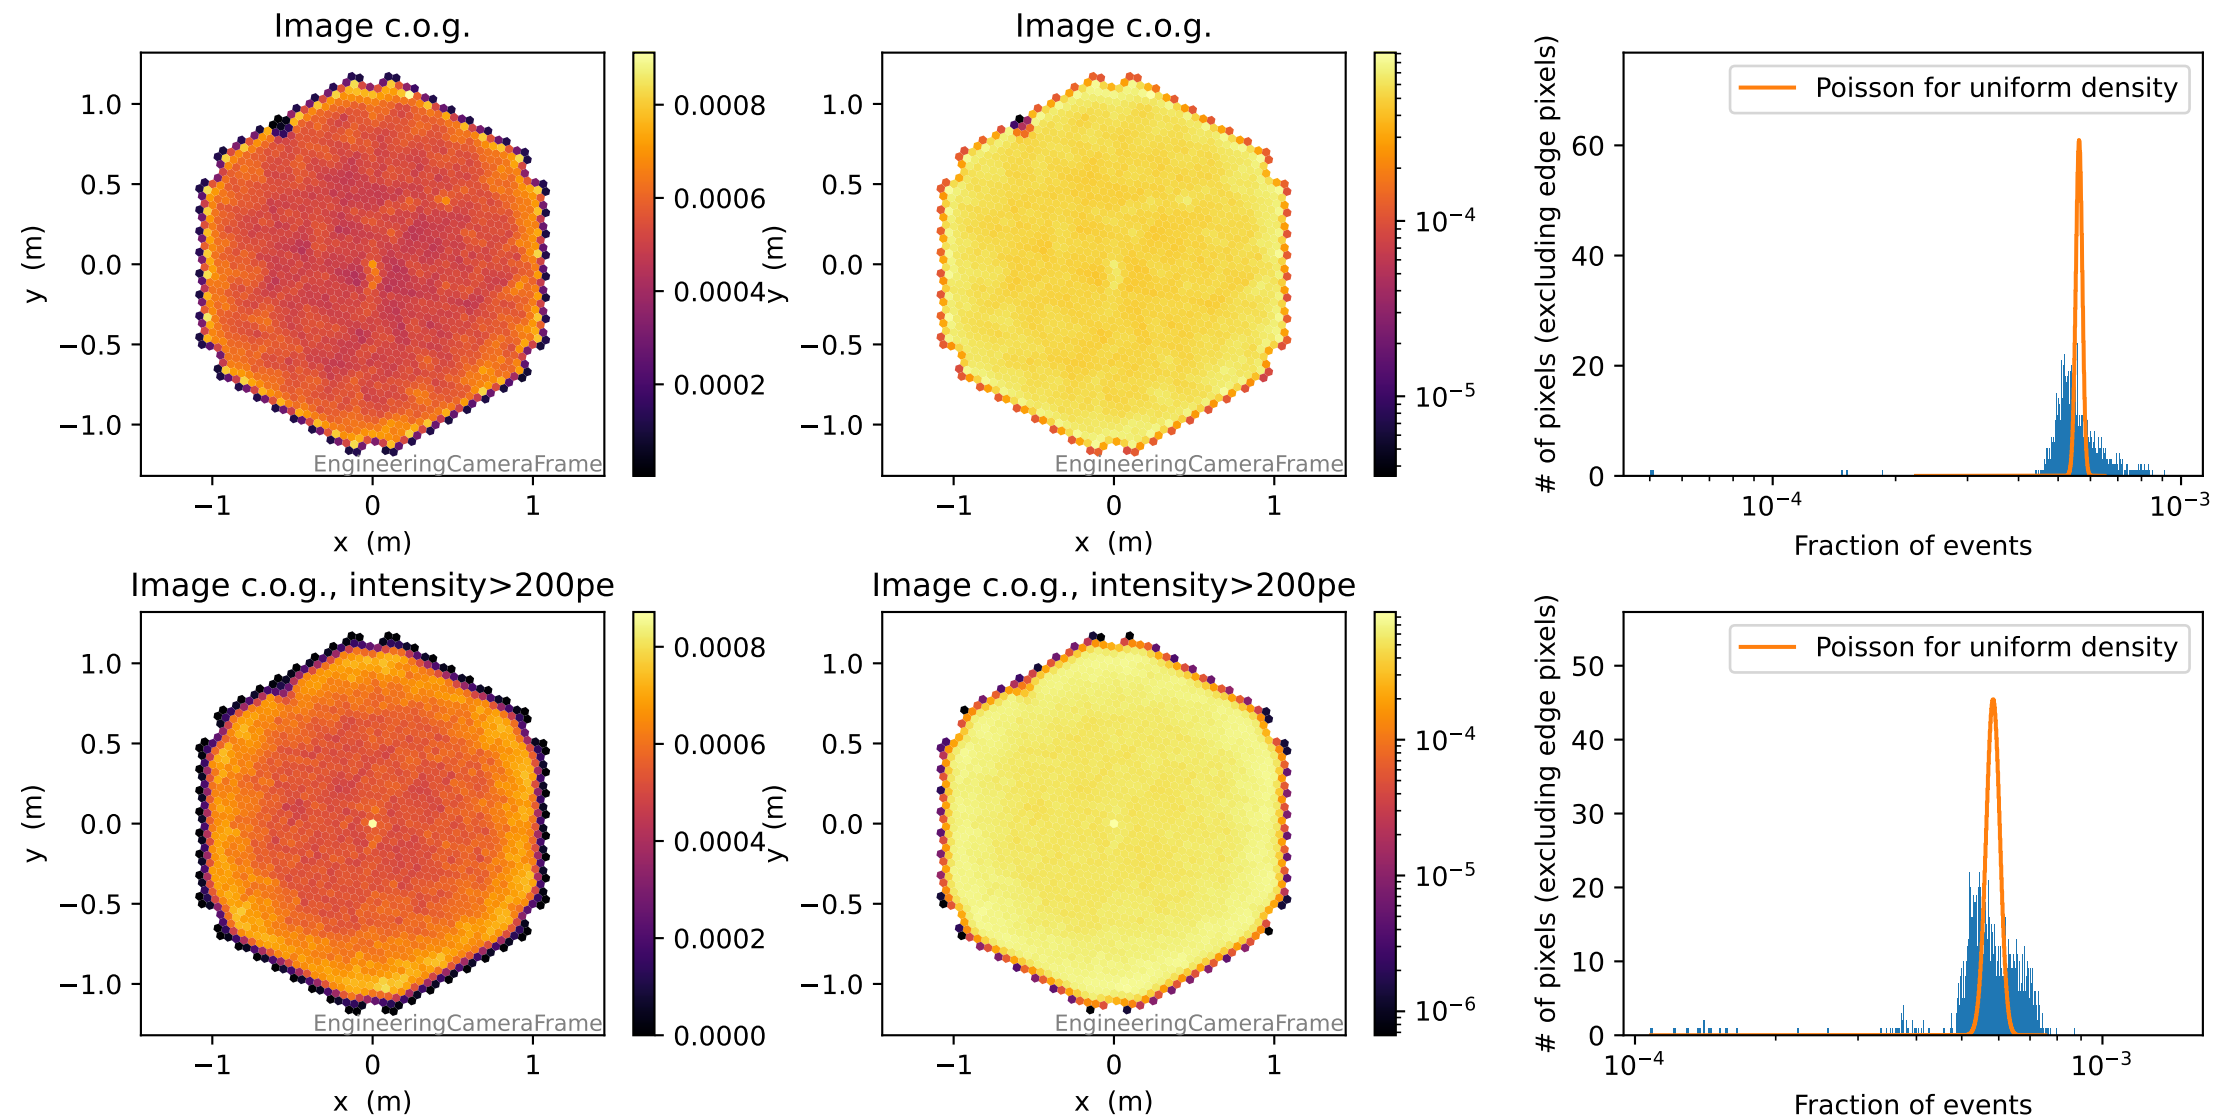 Image c.o.g.
1.0
0.5
0.0
−0.5
−1.0
y (m)
−1
0
1
x (m)
EngineeringCameraFrame
0.0008
0.0006
0.0004
0.0002
Image c.o.g.
1.0
0.5
0.0
−0.5
−1.0
y (m)
−1
0
1
x (m)
EngineeringCameraFrame
10⁻⁴
10⁻⁵
Poisson for uniform density
# of pixels (excluding edge pixels)
60
40
20
0
10⁻⁴
10⁻³
Fraction of events
Image c.o.g., intensity>200pe
1.0
0.5
0.0
−0.5
−1.0
y (m)
−1
0
1
x (m)
EngineeringCameraFrame
0.0008
0.0006
0.0004
0.0002
0.0000
Image c.o.g., intensity>200pe
1.0
0.5
0.0
−0.5
−1.0
y (m)
−1
0
1
x (m)
EngineeringCameraFrame
10⁻⁴
10⁻⁵
10⁻⁶
Poisson for uniform density
# of pixels (excluding edge pixels)
50
40
30
20
10
0
10⁻⁴
10⁻³
Fraction of events